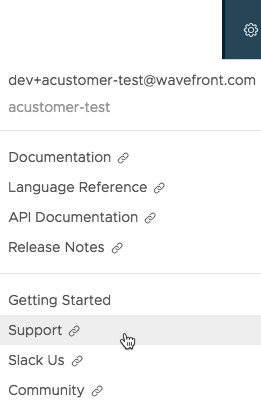 dev+acustomer-test@wavefront.com
acustomer-test
Documentation
Language Reference
API Documentation
Release Notes
Getting Started
Support
Slack Us
Community